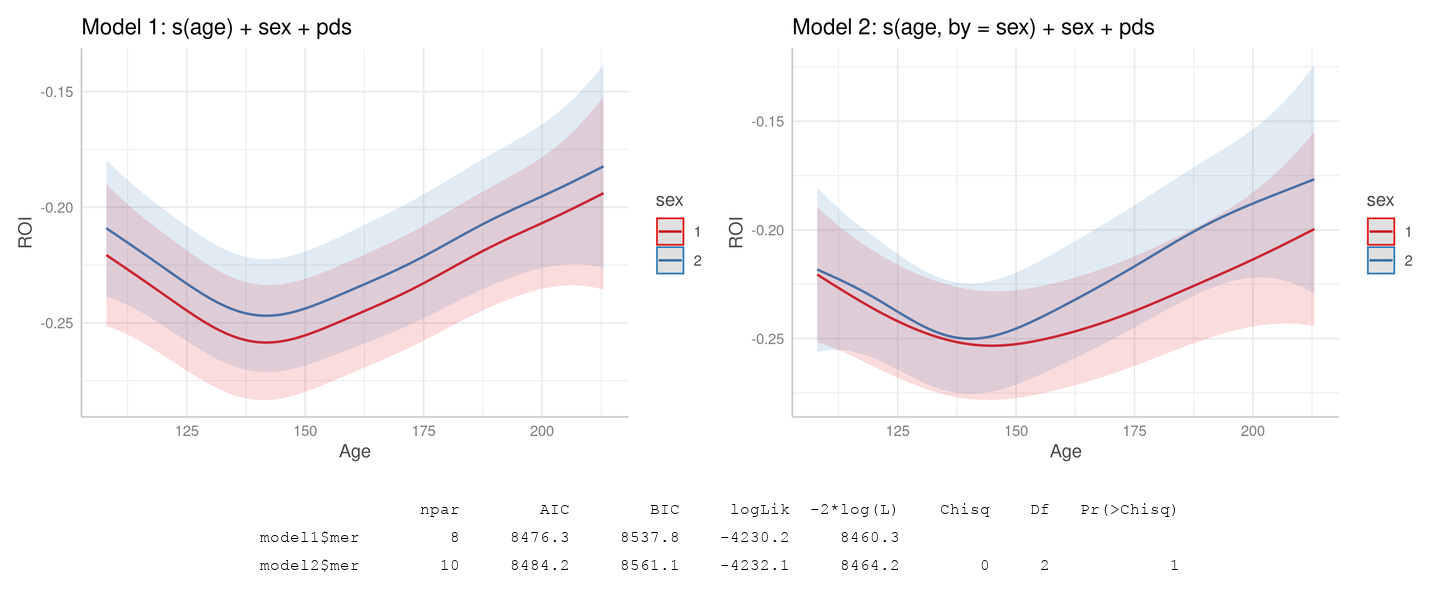 Model 1: s(age) + sex + pds
-0.15
-0.20
-0.25
ROI
125 150 175 200
Age
sex
1
2
Model 2: s(age, by = sex) + sex + pds
-0.15
-0.20
-0.25
ROI
125 150 175 200
Age
sex
1
2
npar AIC BIC logLik -2*log(L) Chisq Df Pr(>Chisq)
model1$mer 8 8476.3 8537.8 -4230.2 8460.3
model2$mer 10 8484.2 8561.1 -4232.1 8464.2 0 2 1